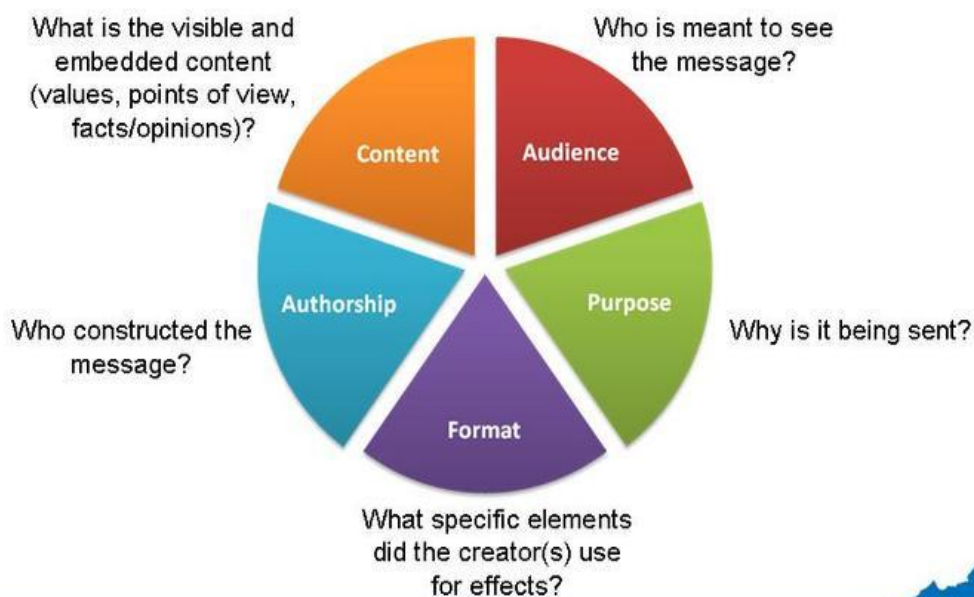 What is the visible and
embedded content
(values, points of view,
facts/opinions)?
Who is meant to see
the message?
Content
Audience
Authorship
Purpose
Who constructed the
message?
Why is it being sent?
Format
What specific elements
did the creator(s) use
for effects?